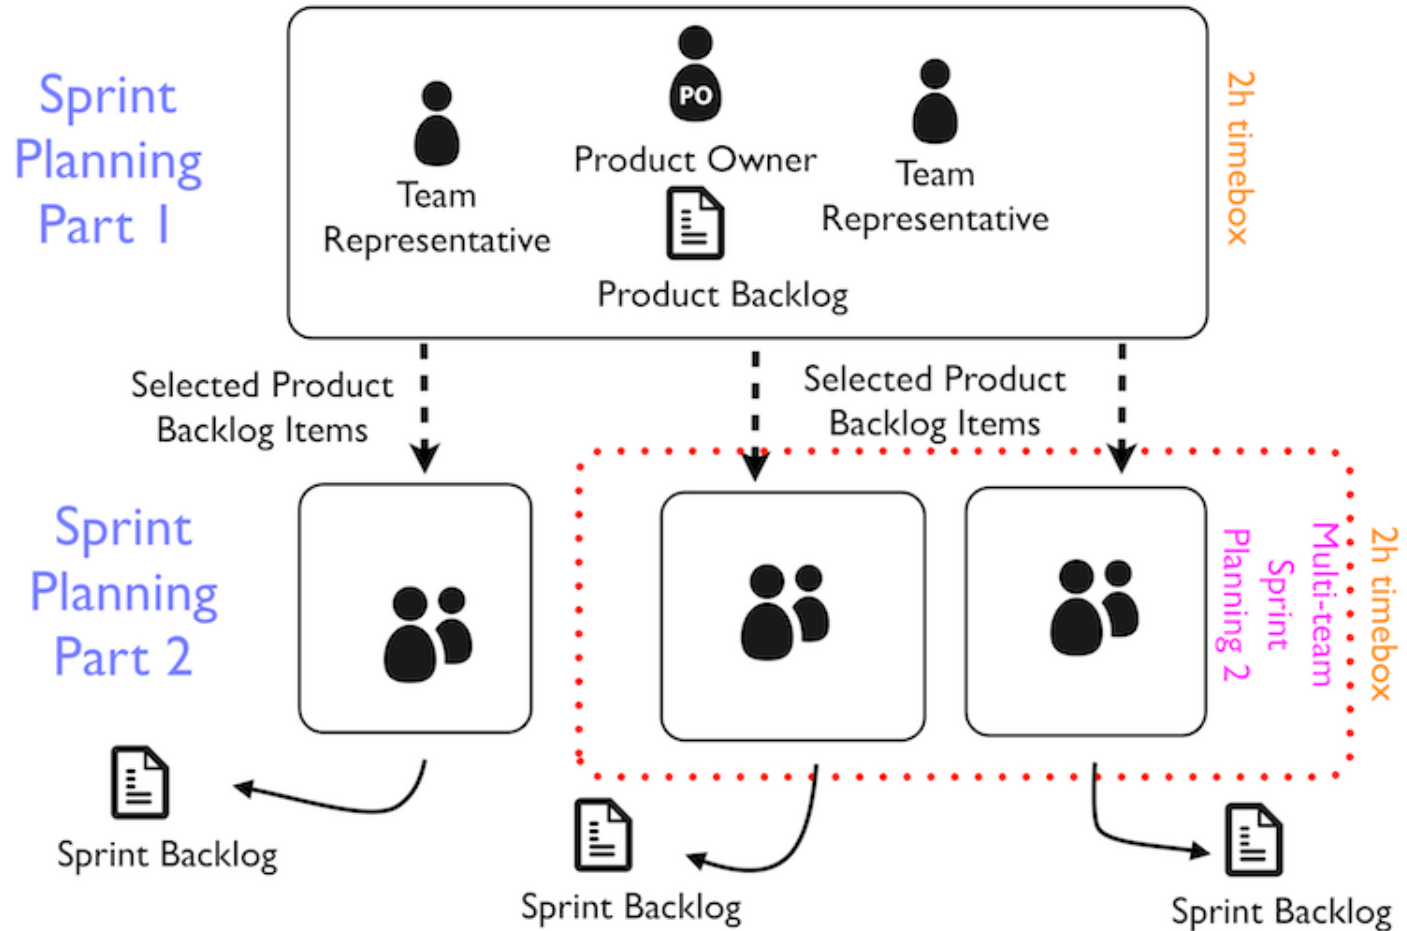 Sprint
Planning
Part 1
PO
Product Owner
Team
Representative
Team
Representative
Product Backlog
2h timebox
Selected Product
Backlog Items
Selected Product
Backlog Items
Sprint
Planning
Part 2
Multi-team
Sprint
Planning 2
2h timebox
Sprint Backlog
Sprint Backlog
Sprint Backlog